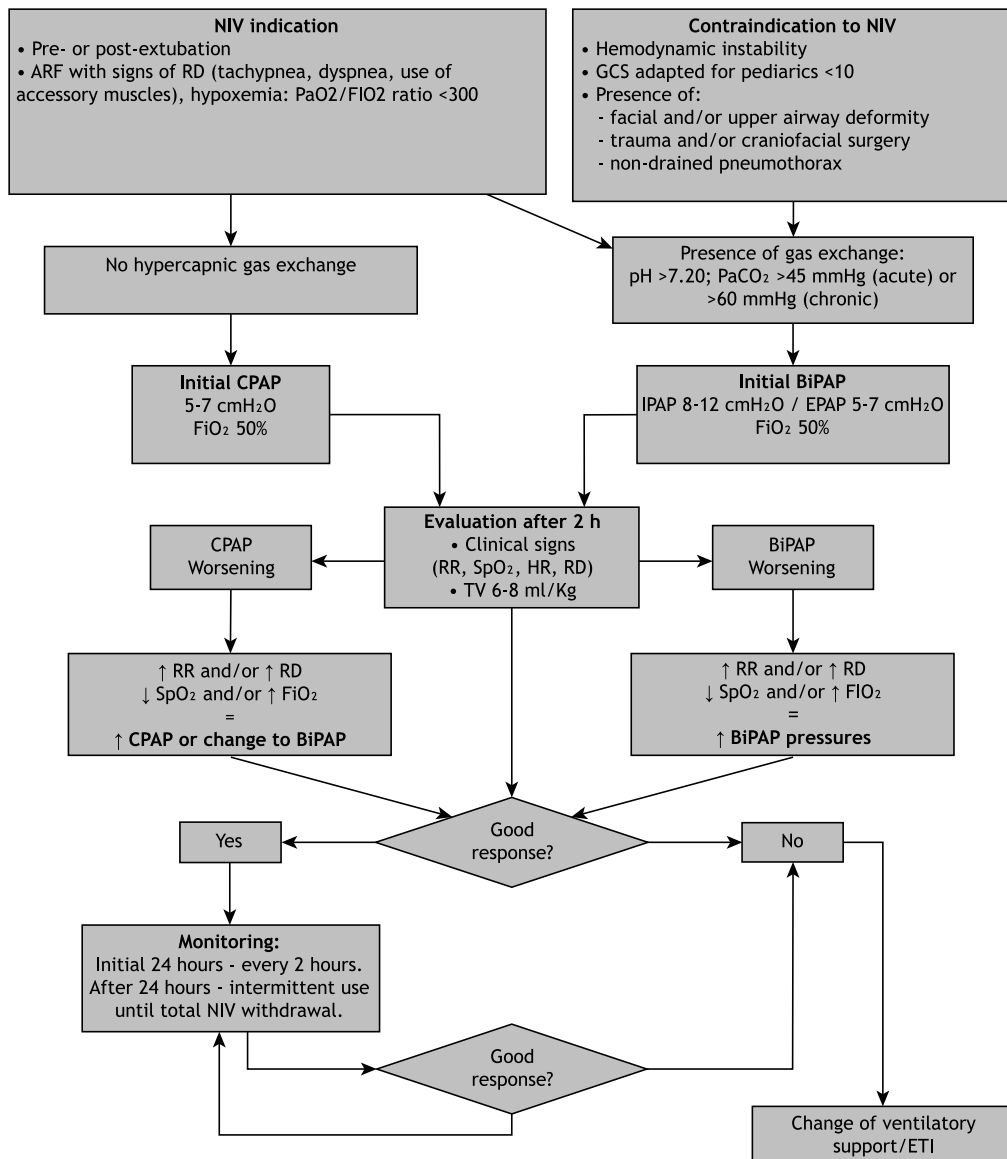 NIV indication
• Pre- or post-extubation
• ARF with signs of RD (tachypnea, dyspnea, use of
accessory muscles), hypoxemia: PaO2/FIO2 ratio <300
Contraindication to NIV
• Hemodynamic instability
• GCS adapted for pediarics <10
• Presence of:
- facial and/or upper airway deformity
- trauma and/or craniofacial surgery
- non-drained pneumothorax
No hypercapnic gas exchange
Presence of gas exchange:
pH >7.20; PaCO₂ >45 mmHg (acute) or
>60 mmHg (chronic)
Initial CPAP
5-7 cmH₂O
FiO₂ 50%
Initial BiPAP
IPAP 8-12 cmH₂O / EPAP 5-7 cmH₂O
FiO₂ 50%
Evaluation after 2 h
• Clinical signs
(RR, SpO₂, HR, RD)
• TV 6-8 ml/Kg
CPAP
Worsening
BiPAP
Worsening
↑ RR and/or ↑ RD
↓ SpO₂ and/or ↑ FiO₂
=
↑ CPAP or change to BiPAP
↑ RR and/or ↑ RD
↓ SpO₂ and/or ↑ FIO₂
=
↑ BiPAP pressures
Good
response?
Yes
No
Monitoring:
Initial 24 hours - every 2 hours.
After 24 hours - intermittent use
until total NIV withdrawal.
Good
response?
Change of ventilatory
support/ETI